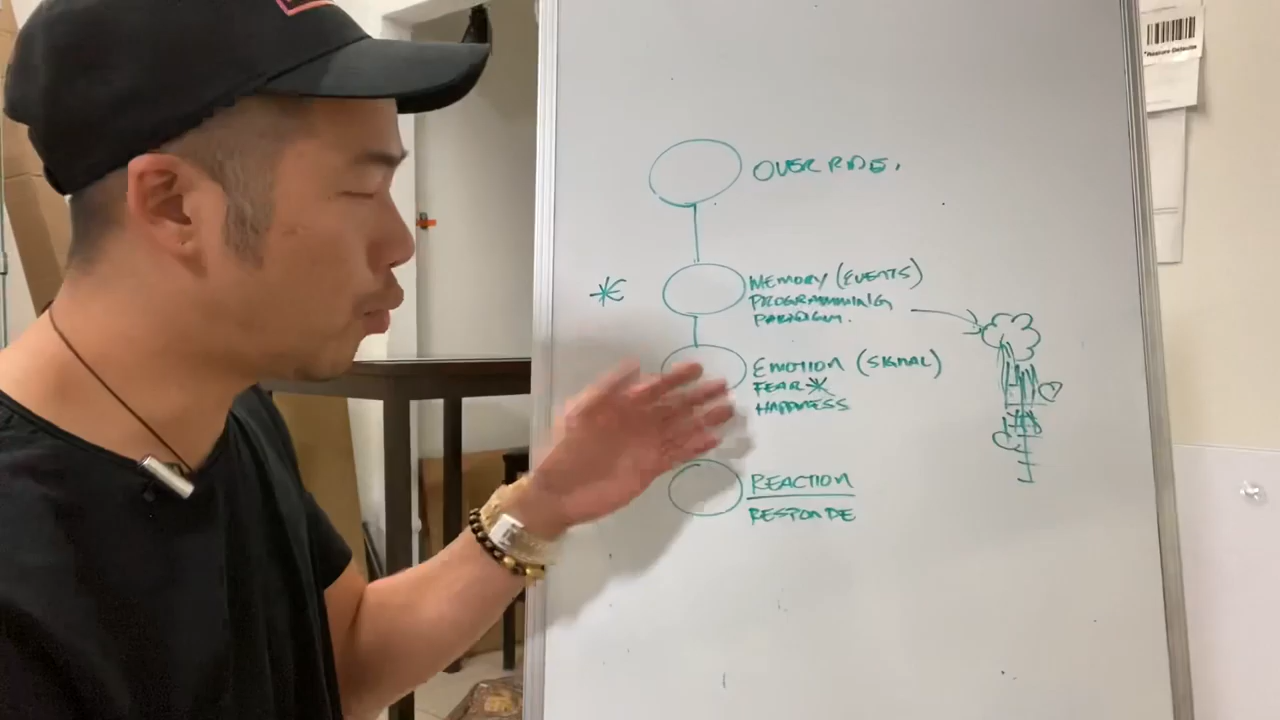 OVERRIDE.
MEMORY (EVENTS)
PROGRAMMING
PARADIGM.
EMOTION (SIGNAL)
FEAR*
HAPPINESS
REACTION
RESPONDE